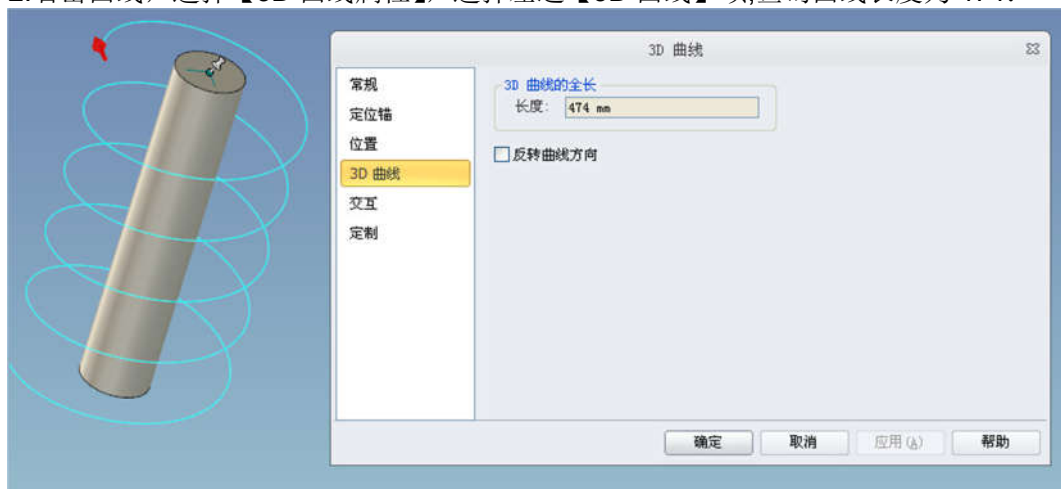 3D 曲线
常规
定位锚
位置
3D 曲线
交互
定制
3D 曲线的全长
长度: 474 mm
反转曲线方向
确定
取消
应用(A)
帮助